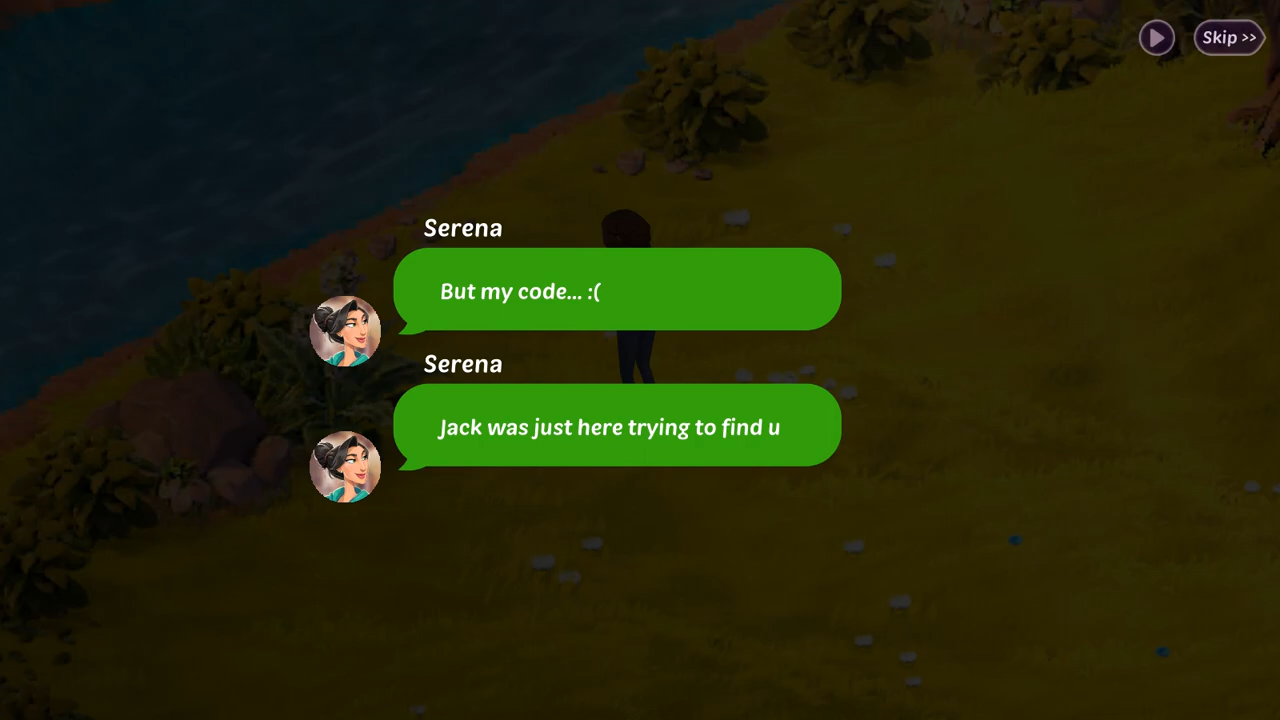 Skip >>
Serena
But my code... :(
Serena
Jack was just here trying to find u